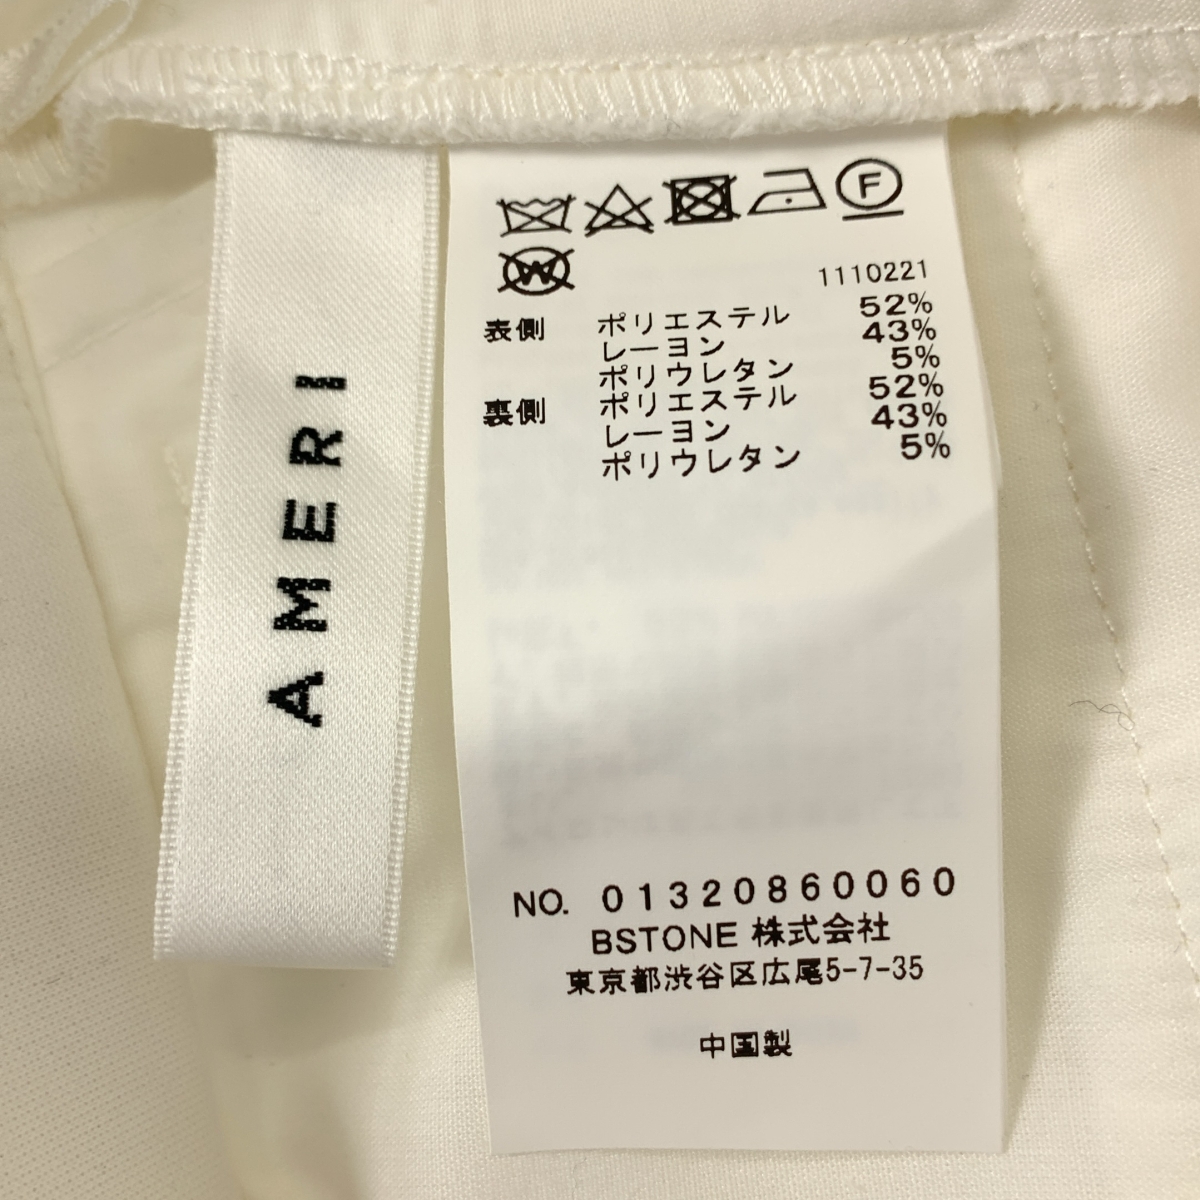 AMERI
F
W
1110221
表側 ポリエステル 52%
レーヨン 43%
ポリウレタン 5%
裏側 ポリエステル 52%
レーヨン 43%
ポリウレタン 5%
NO. 01320860060
BSTONE 株式会社
東京都渋谷区広尾5-7-35
中国製